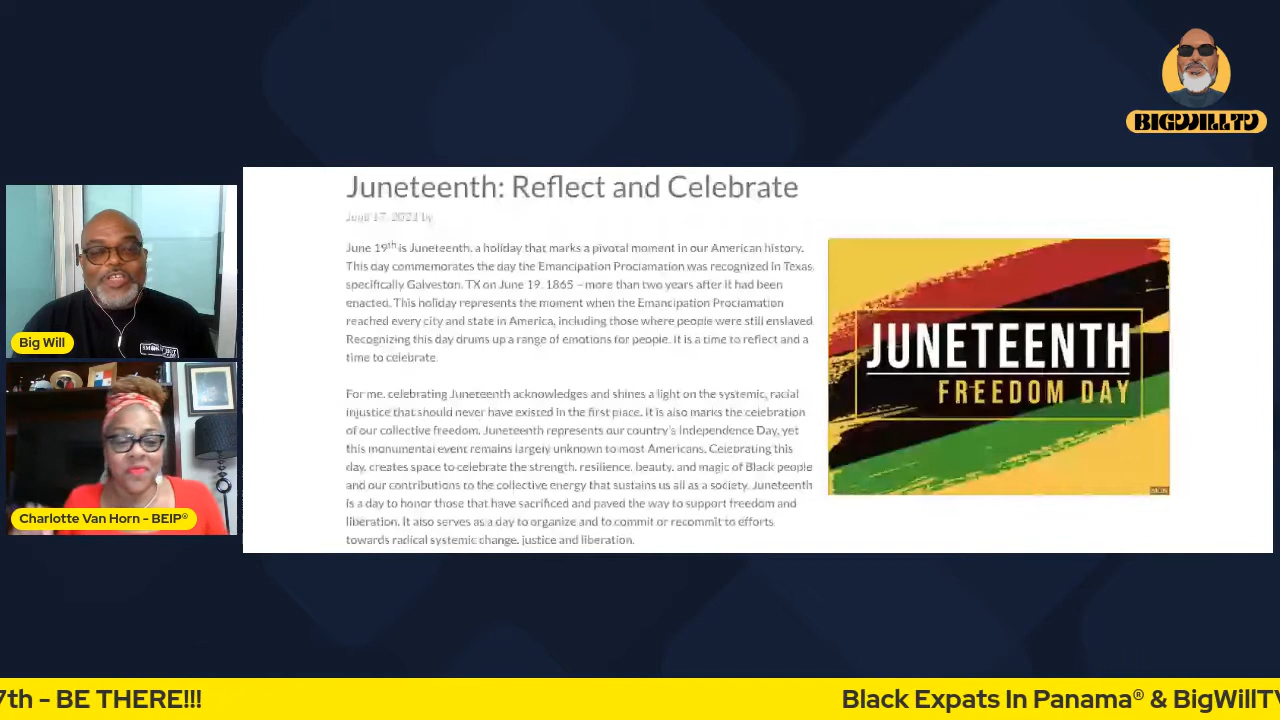 BIGWILLTV
Juneteenth: Reflect and Celebrate
June 17, 2021 by
June 19th is Juneteenth, a holiday that marks a pivotal moment in our American history.
This day commemorates the day the Emancipation Proclamation was recognized in Texas,
specifically Galveston, TX on June 19, 1865 – more than two years after it had been
enacted. This holiday represents the moment when the Emancipation Proclamation
reached every city and state in America, including those where people were still enslaved
Recognizing this day drums up a range of emotions for people. It is a time to reflect and a
time to celebrate.
For me, celebrating Juneteenth acknowledges and shines a light on the systemic, racial
injustice that should never have existed in the first place. It is also marks the celebration
of our collective freedom. Juneteenth represents our country's Independence Day, yet
this monumental event remains largely unknown to most Americans. Celebrating this
day, creates space to celebrate the strength, resilience, beauty, and magic of Black people
and our contributions to the collective energy that sustains us all as a society. Juneteenth
is a day to honor those that have sacrificed and paved the way to support freedom and
liberation. It also serves as a day to organize and to commit or recommit to efforts
towards radical systemic change, justice and liberation.
JUNETEENTH
FREEDOM DAY
Big Will
Charlotte Van Horn - BEIP®
7th - BE THERE!!!
Black Expats In Panama® & BigWillTV